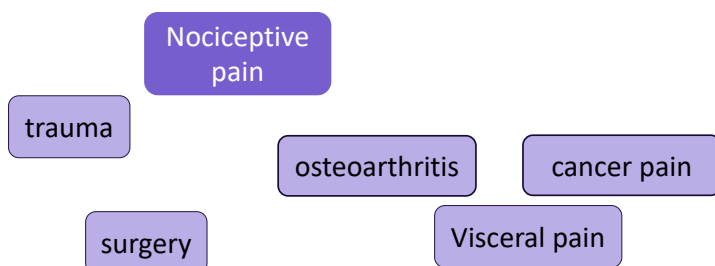 Nociceptive
pain
trauma
osteoarthritis
cancer pain
surgery
Visceral pain